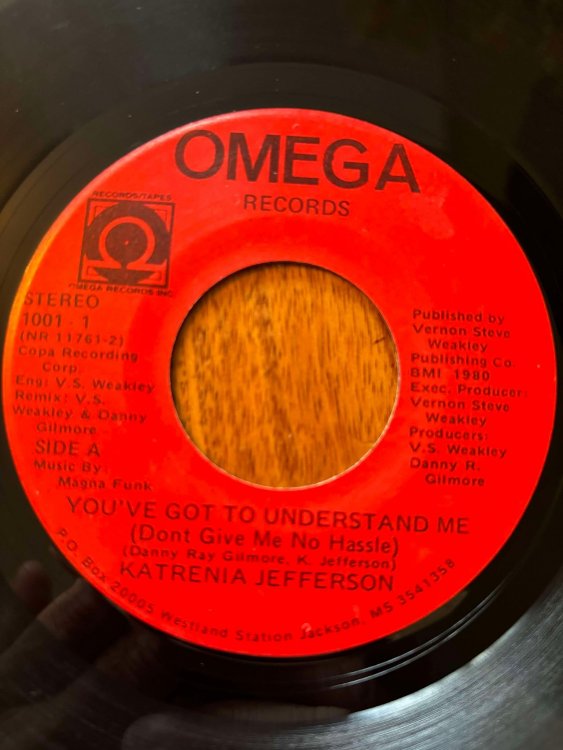 OMEGA
RECORDS
RECORDS/TAPES
OMEGA RECORDS INC
STEREO
1001 - 1
(NR 11761-2)
Copa Recording
Corp.
Eng: V.S. Weakley
Remix: V.S.
Weakley & Danny
Gilmore
SIDE A
Music By
Magna Funk
Published by
Vernon Steve
Weakley
Publishing Co
BMI 1980
Exec. Producer:
Vernon Steve
Weakley
Producers:
V.S. Weakley
Danny R.
Gilmore
YOU'VE GOT TO UNDERSTAND ME
(Dont Give Me No Hassle)
(Danny Ray Gilmore, K. Jefferson)
KATRENIA JEFFERSON
P.O. Box 20005 Westland Station Jackson, MS 3541358